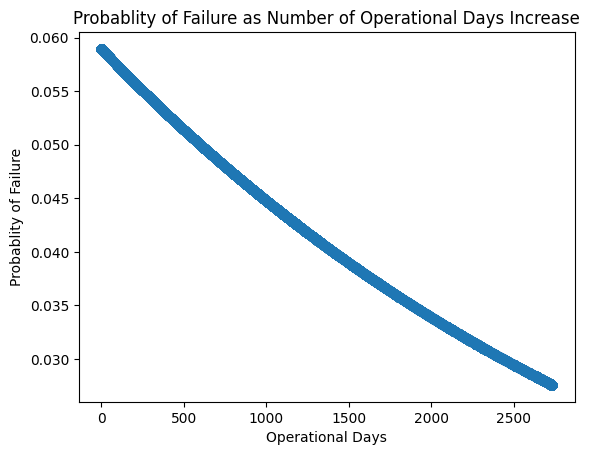 Probablity of Failure as Number of Operational Days Increase
0.060
0.055
0.050
0.045
0.040
0.035
0.030
Probablity of Failure
0 500 1000 1500 2000 2500
Operational Days